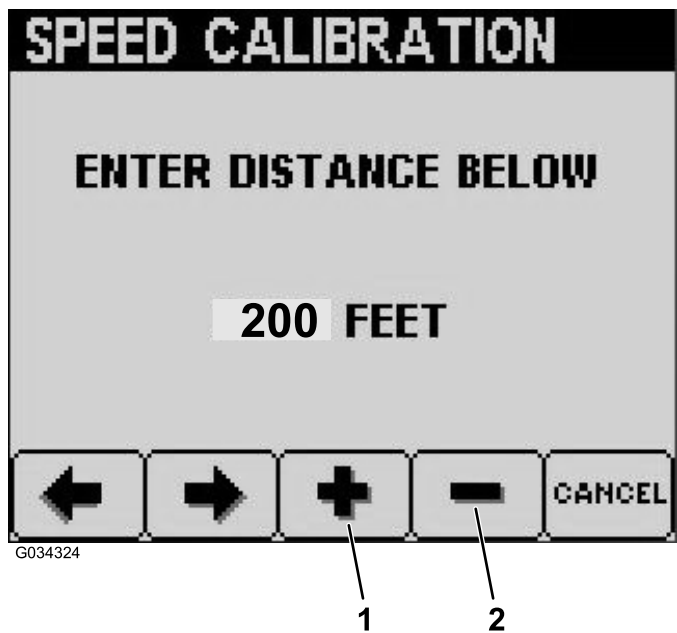 SPEED CALIBRATION
ENTER DISTANCE BELOW
200 FEET
CANCEL
G034324
1 2